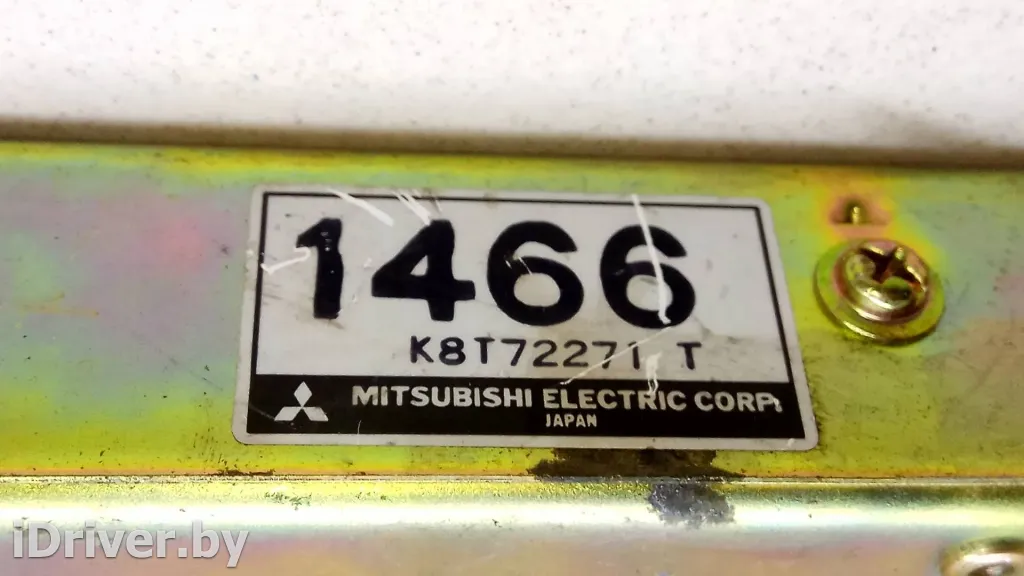 1466
K8T72271 T
MITSUBISHI ELECTRIC CORP.
JAPAN
iDriver.by